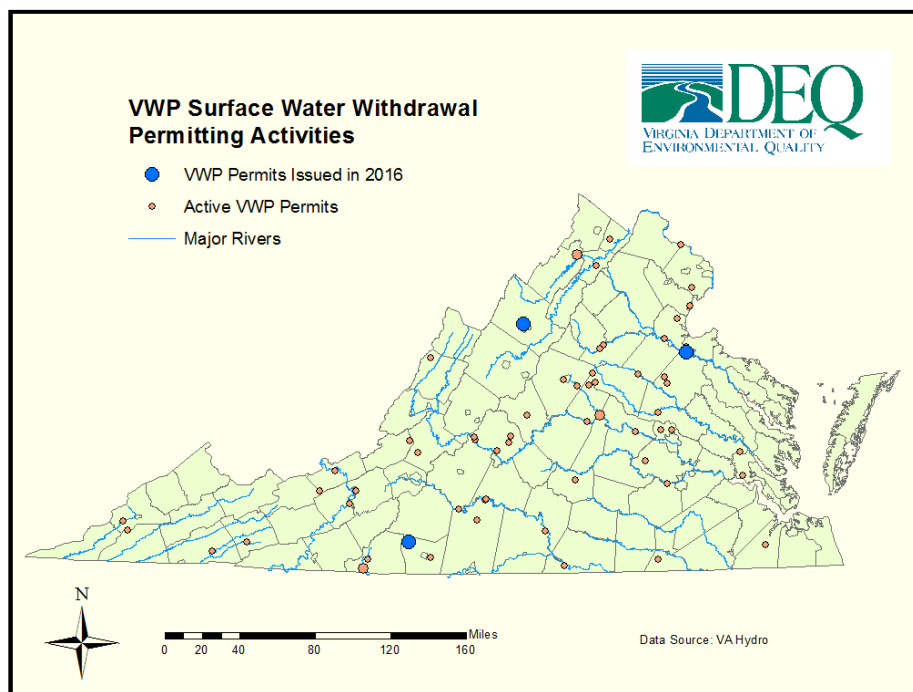 VWP Surface Water Withdrawal
Permitting Activities
VWP Permits Issued in 2016
Active VWP Permits
Major Rivers
DEQ
VIRGINIA DEPARTMENT OF
ENVIRONMENTAL QUALITY
N
Miles
0 20 40 80 120 160
Data Source: VA Hydro